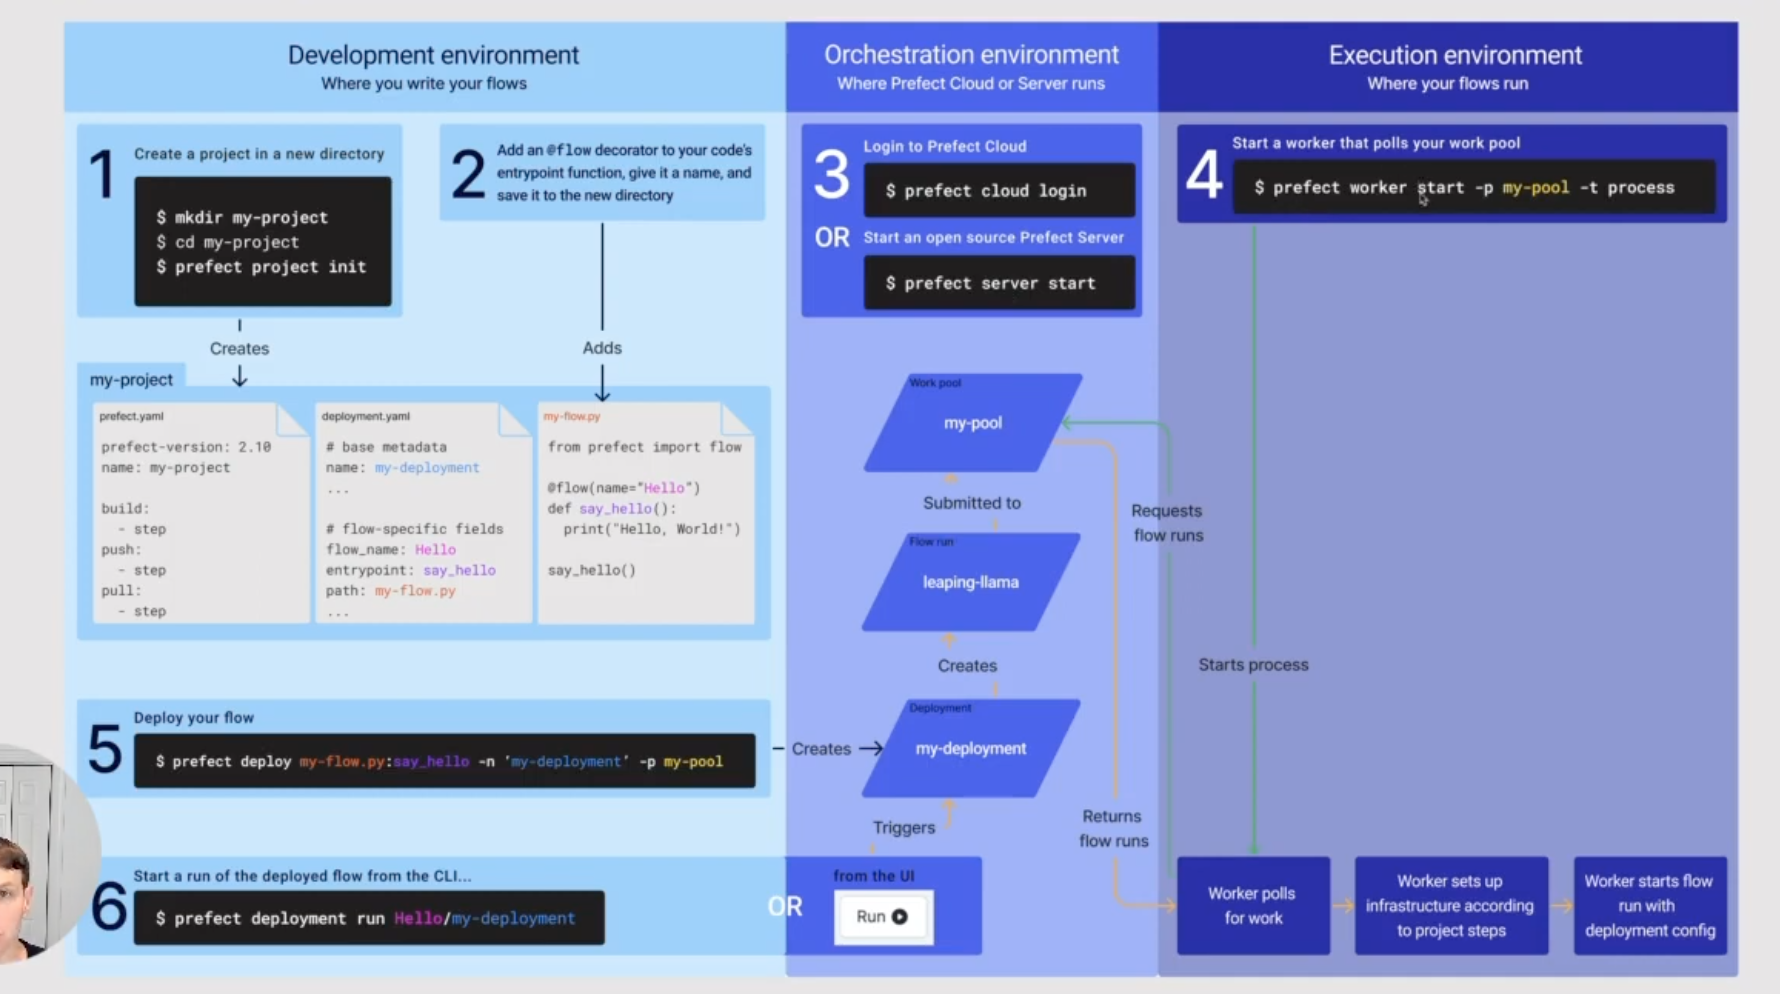 Development environment
Where you write your flows
Orchestration environment
Where Prefect Cloud or Server runs
Execution environment
Where your flows run
1
Create a project in a new directory
$ mkdir my-project
$ cd my-project
$ prefect project init
2
Add an @flow decorator to your code's
entrypoint function, give it a name, and
save it to the new directory
3
Login to Prefect Cloud
$ prefect cloud login
OR
Start an open source Prefect Server
$ prefect server start
4
Start a worker that polls your work pool
$ prefect worker start -p my-pool -t process
Creates
Adds
my-project
prefect.yaml
prefect-version: 2.10
name: my-project
build:
- step
push:
- step
pull:
- step
deployment.yaml
# base metadata
name: my-deployment
...
# flow-specific fields
flow_name: Hello
entrypoint: say_hello
path: my-flow.py
...
my-flow.py
from prefect import flow
@flow(name="Hello")
def say_hello():
print("Hello, World!")
say_hello()
Work pool
my-pool
Submitted to
Flow run
leaping-llama
Creates
Deployment
my-deployment
Triggers
Requests
flow runs
Returns
flow runs
Starts process
5
Deploy your flow
$ prefect deploy my-flow.py:say_hello -n 'my-deployment' -p my-pool
Creates
6
Start a run of the deployed flow from the CLI...
$ prefect deployment run Hello/my-deployment
OR
from the UI
Run
Worker polls
for work
Worker sets up
infrastructure according
to project steps
Worker starts flow
run with
deployment config